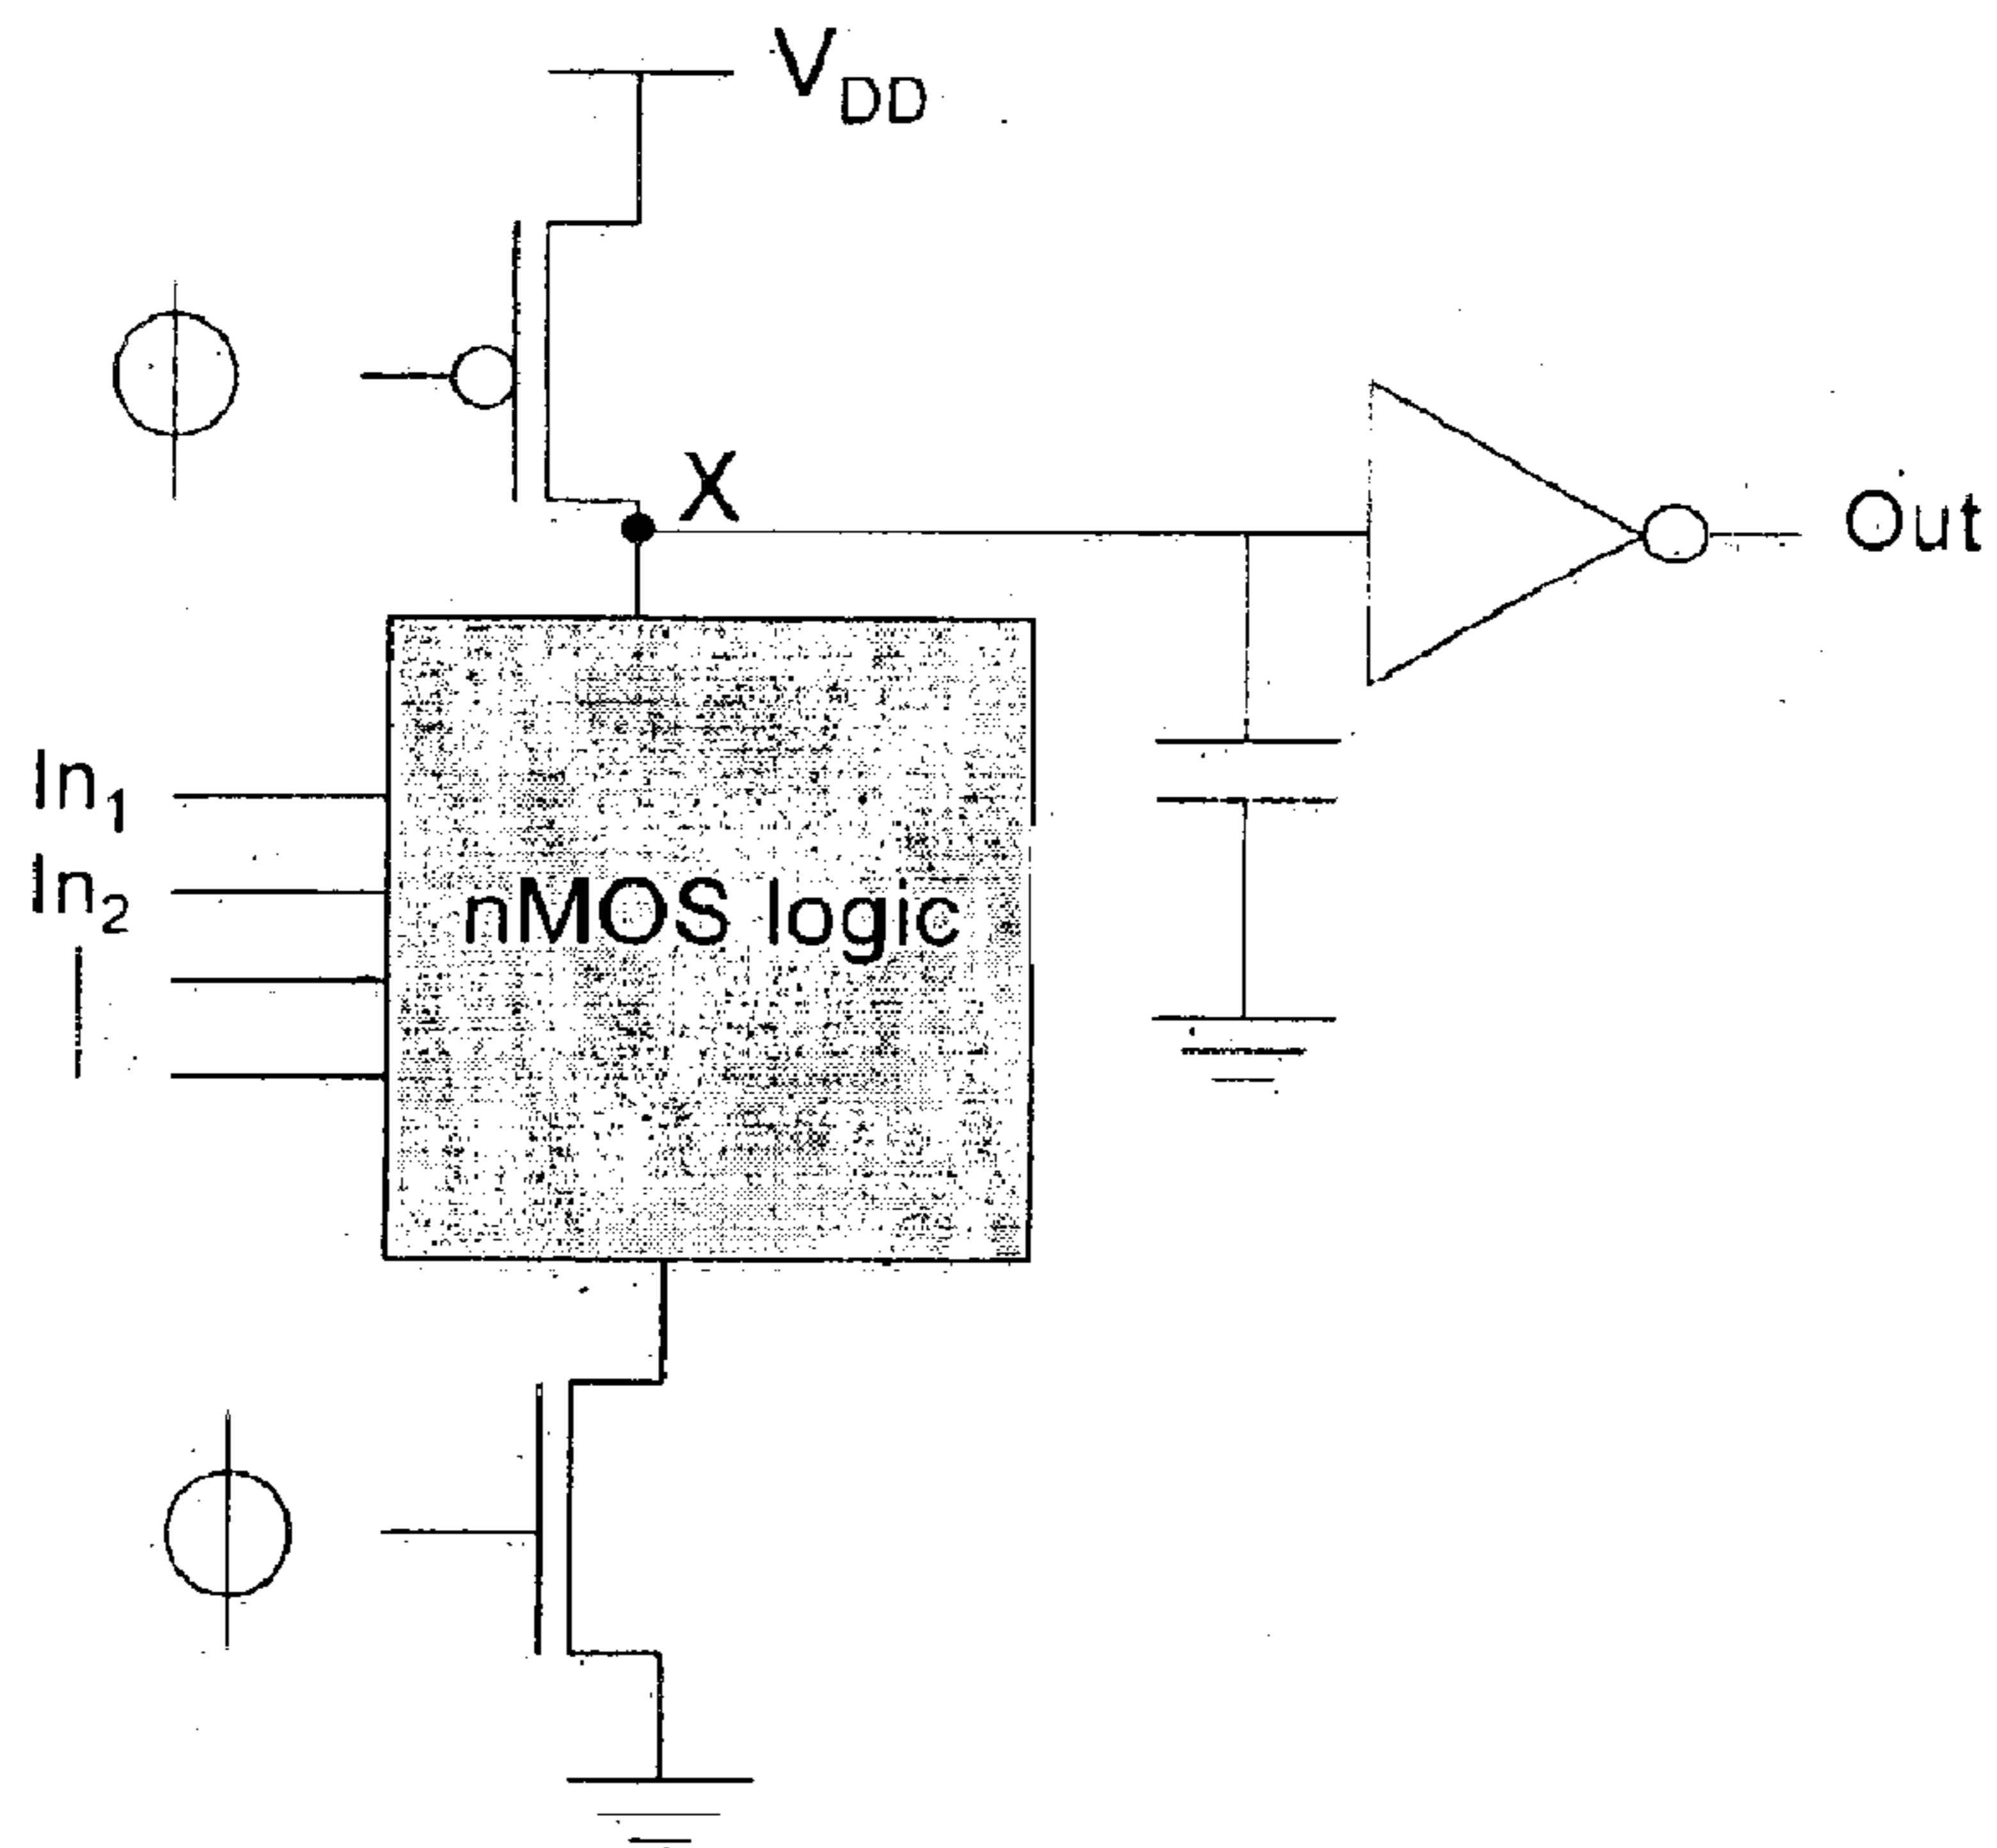 V_DD
Φ
X
Out
In_1
In_2
nMOS logic
Φ